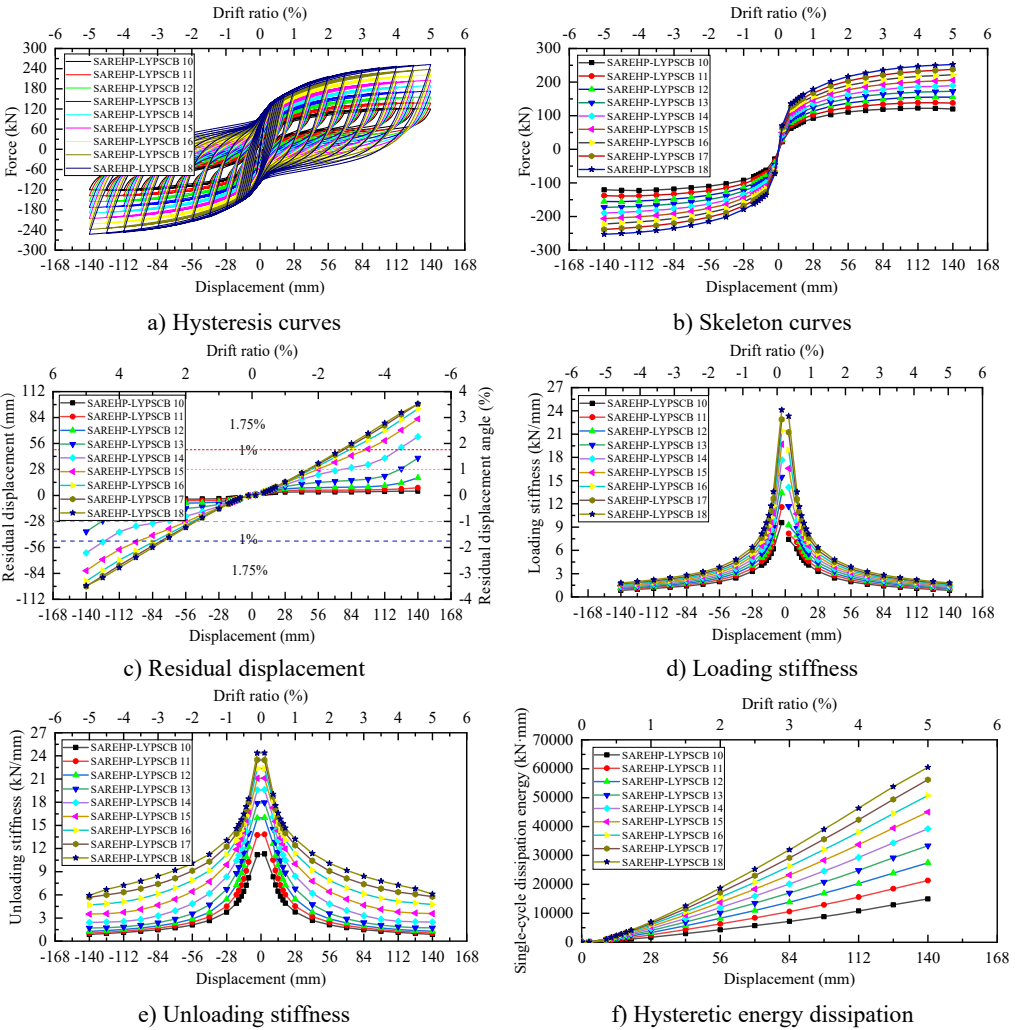 Drift ratio (%)
-6 -5 -4 -3 -2 -1 0 1 2 3 4 5 6
Force (kN)
300
240
180
120
60
0
-60
-120
-180
-240
-300
SAREHP-LYPSCB 10
SAREHP-LYPSCB 11
SAREHP-LYPSCB 12
SAREHP-LYPSCB 13
SAREHP-LYPSCB 14
SAREHP-LYPSCB 15
SAREHP-LYPSCB 16
SAREHP-LYPSCB 17
SAREHP-LYPSCB 18
-168 -140 -112 -84 -56 -28 0 28 56 84 112 140 168
Displacement (mm)
a) Hysteresis curves
Drift ratio (%)
-6 -5 -4 -3 -2 -1 0 1 2 3 4 5 6
Force (kN)
300
200
100
0
-100
-200
-300
SAREHP-LYPSCB 10
SAREHP-LYPSCB 11
SAREHP-LYPSCB 12
SAREHP-LYPSCB 13
SAREHP-LYPSCB 14
SAREHP-LYPSCB 15
SAREHP-LYPSCB 16
SAREHP-LYPSCB 17
SAREHP-LYPSCB 18
-168 -140 -112 -84 -56 -28 0 28 56 84 112 140 168
Displacement (mm)
b) Skeleton curves
Drift ratio (%)
6 4 2 0 -2 -4 -6
Residual displacement (mm)
112
84
56
28
0
-28
-56
-84
-112
SAREHP-LYPSCB 10
SAREHP-LYPSCB 11
SAREHP-LYPSCB 12
SAREHP-LYPSCB 13
SAREHP-LYPSCB 14
SAREHP-LYPSCB 15
SAREHP-LYPSCB 16
SAREHP-LYPSCB 17
SAREHP-LYPSCB 18
1.75%
1%
1%
1.75%
4
3
2
1
0
-1
-2
-3
-4
Residual displacement angle (%)
-168 -140 -112 -84 -56 -28 0 28 56 84 112 140 168
Displacement (mm)
c) Residual displacement
Drift ratio (%)
-6 -5 -4 -3 -2 -1 0 1 2 3 4 5 6
Loading stiffness (kN/mm)
27
24
21
18
15
12
9
6
3
0
SAREHP-LYPSCB 10
SAREHP-LYPSCB 11
SAREHP-LYPSCB 12
SAREHP-LYPSCB 13
SAREHP-LYPSCB 14
SAREHP-LYPSCB 15
SAREHP-LYPSCB 16
SAREHP-LYPSCB 17
SAREHP-LYPSCB 18
-168 -140 -112 -84 -56 -28 0 28 56 84 112 140 168
Displacement (mm)
d) Loading stiffness
Drift ratio (%)
-6 -5 -4 -3 -2 -1 0 1 2 3 4 5 6
Unloading stiffness (kN/mm)
27
24
21
18
15
12
9
6
3
0
SAREHP-LYPSCB 10
SAREHP-LYPSCB 11
SAREHP-LYPSCB 12
SAREHP-LYPSCB 13
SAREHP-LYPSCB 14
SAREHP-LYPSCB 15
SAREHP-LYPSCB 16
SAREHP-LYPSCB 17
SAREHP-LYPSCB 18
-168 -140 -112 -84 -56 -28 0 28 56 84 112 140 168
Displacement (mm)
e) Unloading stiffness
Drift ratio (%)
0 1 2 3 4 5 6
Single-cycle dissipation energy (kN·mm)
70000
60000
50000
40000
30000
20000
10000
0
SAREHP-LYPSCB 10
SAREHP-LYPSCB 11
SAREHP-LYPSCB 12
SAREHP-LYPSCB 13
SAREHP-LYPSCB 14
SAREHP-LYPSCB 15
SAREHP-LYPSCB 16
SAREHP-LYPSCB 17
SAREHP-LYPSCB 18
0 28 56 84 112 140 168
Displacement (mm)
f) Hysteretic energy dissipation